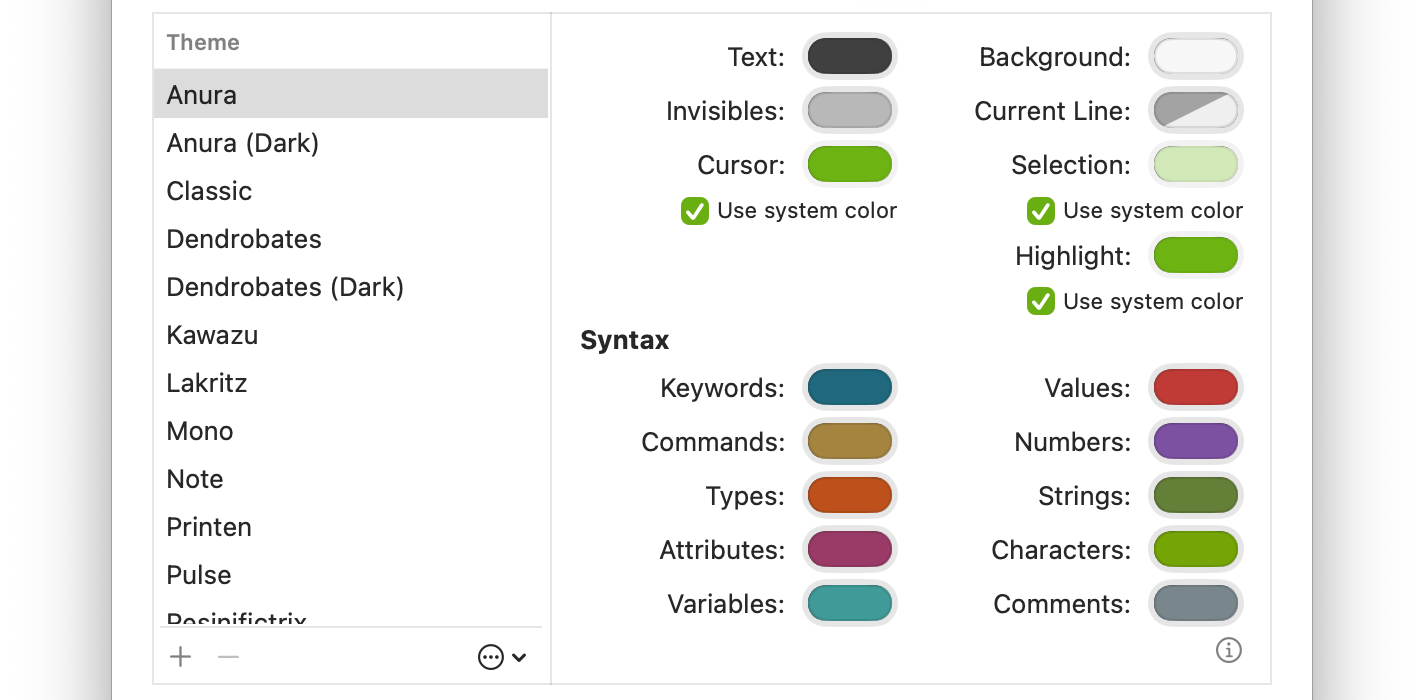 Theme
Anura
Anura (Dark)
Classic
Dendrobates
Dendrobates (Dark)
Kawazu
Lakritz
Mono
Note
Printen
Pulse
Resinifictrix
Text:
Background:
Invisibles:
Current Line:
Cursor:
Selection:
Use system color
Use system color
Highlight:
Use system color
Syntax
Keywords:
Values:
Commands:
Numbers:
Types:
Strings:
Attributes:
Characters:
Variables:
Comments: